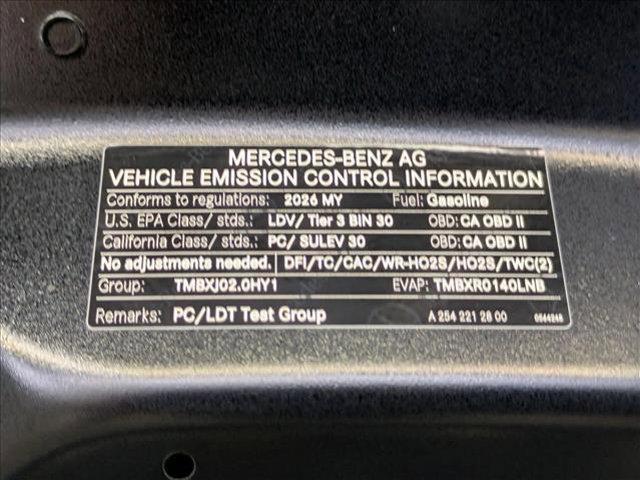 MERCEDES-BENZ AG
VEHICLE EMISSION CONTROL INFORMATION
Conforms to regulations: 2026 MY Fuel: Gasoline
U.S. EPA Class/ stds.: LDV/ Tier 3 BIN 30 OBD: CA OBD II
California Class/ stds.: PC/ SULEV 30 OBD: CA OBD II
No adjustments needed. DFI/TC/CAC/WR-HO2S/HO2S/TWC(2)
Group: TMBXJ02.0HY1 EVAP: TMBXR0140LNB
Remarks: PC/LDT Test Group A 254 221 28 00